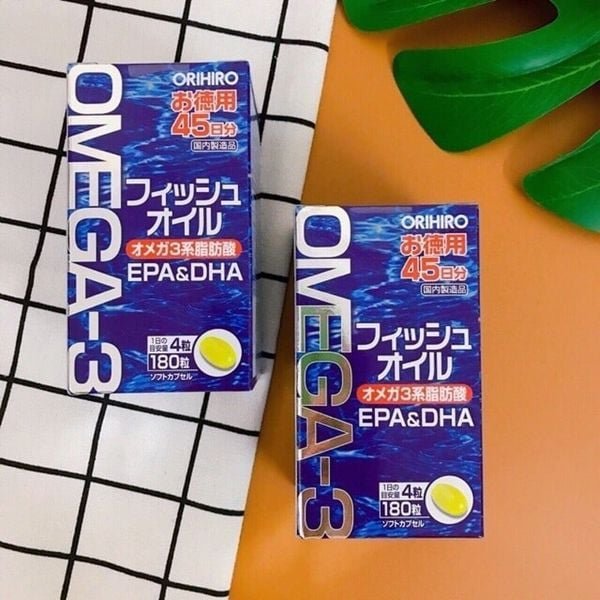 OMEGA-3
ORIHIRO
お徳用
45日分
国内製造品
フィッシュ
オイル
オメガ3系脂肪酸
EPA&DHA
1日の
目安量 4粒
180粒
ソフトカプセル
OMEGA-3
ORIHIRO
お徳用
45日分
国内製造品
フィッシュ
オイル
オメガ3系脂肪酸
EPA&DHA
1日の
目安量 4粒
180粒
ソフトカプセル